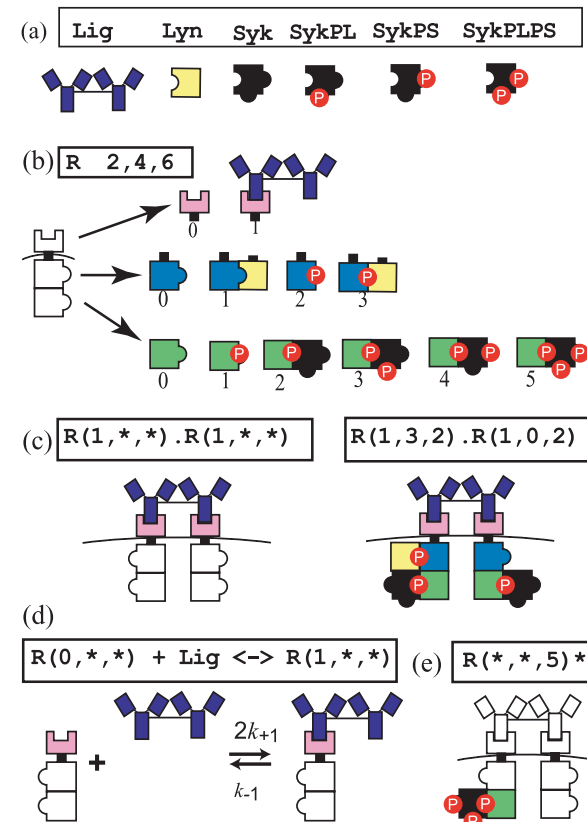 (a) Lig Lyn Syk SykPL SykPS SykPLPS
P P P P
(b) R 2,4,6
0 1
P P
0 1 2 3
P P P P P P P P
0 1 2 3 4 5
(c) R(1,*,*).R(1,*,*) R(1,3,2).R(1,0,2)
P
P P
(d)
R(0,*,*) + Lig <-> R(1,*,*) (e) R(*,*,5)*
+ 2k+1
k-1
P P
P